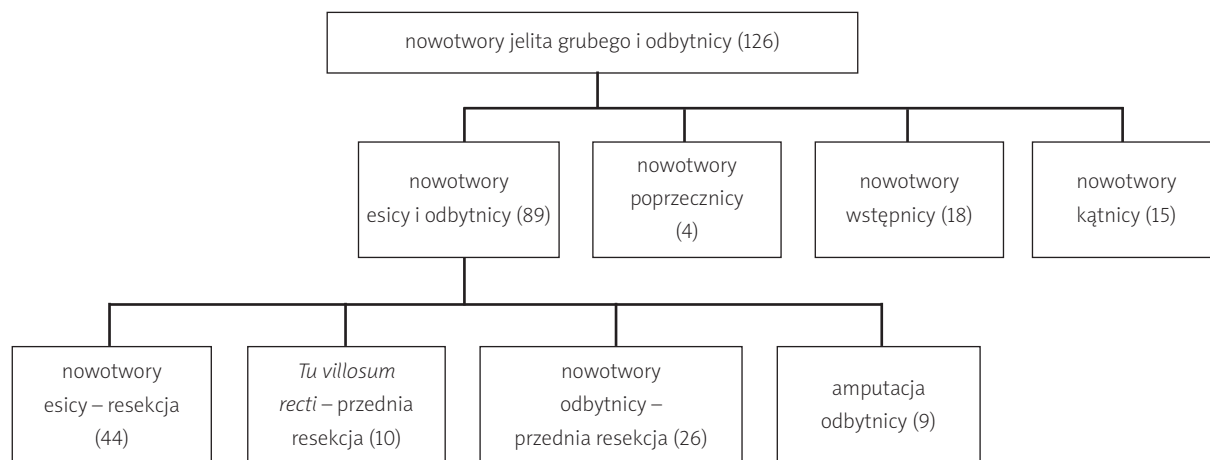 nowotwory jelita grubego i odbytnicy (126)
nowotwory
esicy i odbytnicy (89)
nowotwory
poprzecznicy
(4)
nowotwory
wstępnicy (18)
nowotwory
kątnicy (15)
nowotwory
esicy – resekcja
(44)
Tu villosum
recti – przednia
resekcja (10)
nowotwory
odbytnicy –
przednia resekcja (26)
amputacja
odbytnicy (9)